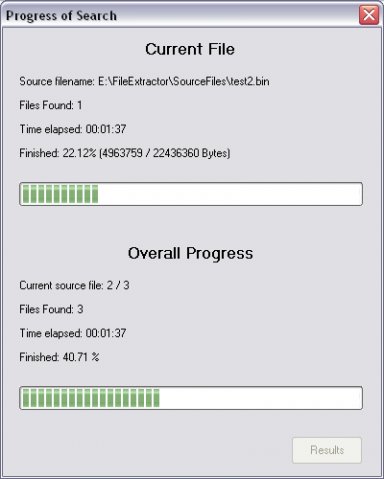 Progress of Search
Current File
Source filename: E:\FileExtractor\SourceFiles\test2.bin
Files Found: 1
Time elapsed: 00:01:37
Finished: 22.12% (4963759 / 22436360 Bytes)
Overall Progress
Current source file: 2 / 3
Files Found: 3
Time elapsed: 00:01:37
Finished: 40.71 %
Results